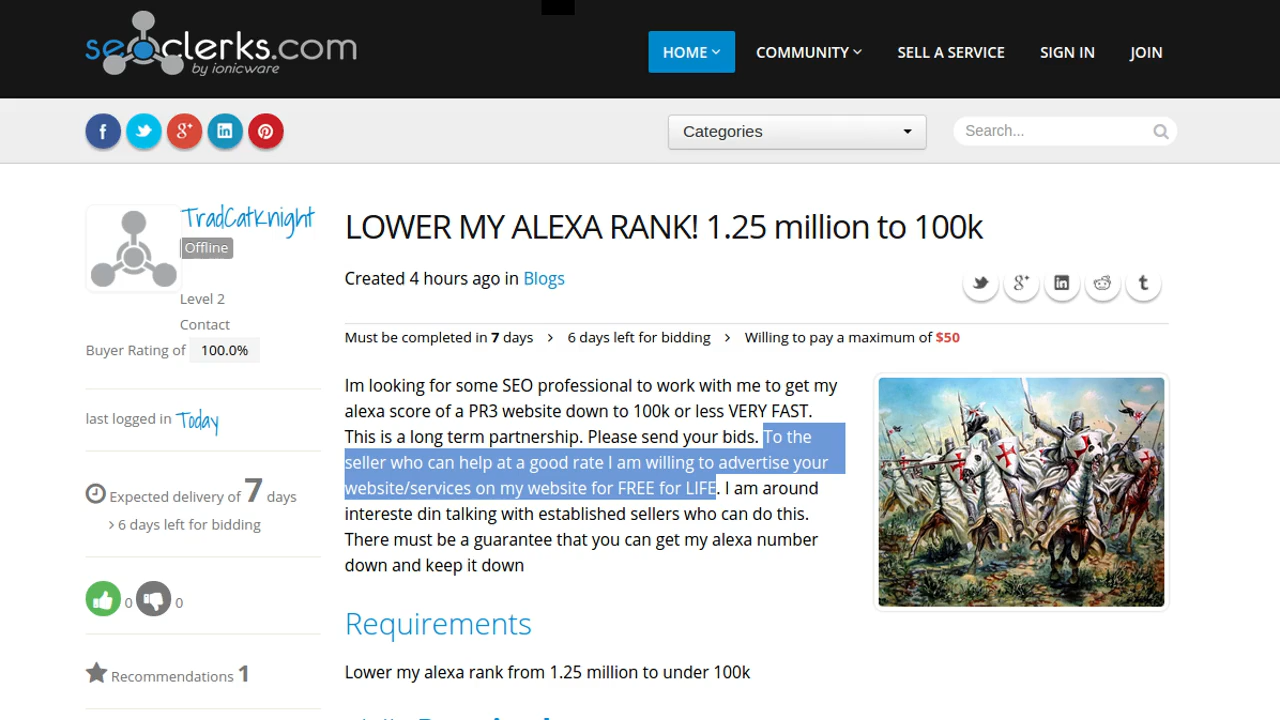 seoclerks.com
by ionicware
HOME
COMMUNITY
SELL A SERVICE
SIGN IN
JOIN
Categories
Search...
TradCatKnight
Offline
Level 2
Contact
Buyer Rating of 100.0%
last logged in Today
Expected delivery of 7 days
6 days left for bidding
0 0
Recommendations 1
LOWER MY ALEXA RANK! 1.25 million to 100k
Created 4 hours ago in Blogs
Must be completed in 7 days > 6 days left for bidding > Willing to pay a maximum of $50
Im looking for some SEO professional to work with me to get my
alexa score of a PR3 website down to 100k or less VERY FAST.
This is a long term partnership. Please send your bids. To the
seller who can help at a good rate I am willing to advertise your
website/services on my website for FREE for LIFE. I am around
intereste din talking with established sellers who can do this.
There must be a guarantee that you can get my alexa number
down and keep it down
Requirements
Lower my alexa rank from 1.25 million to under 100k